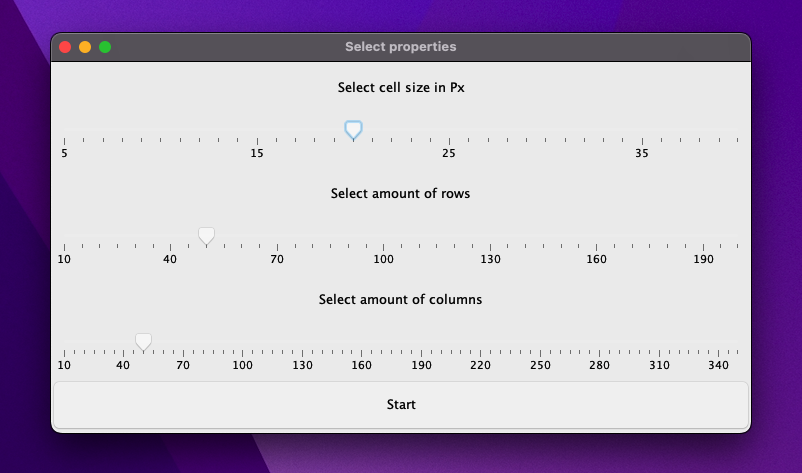 Select properties
Select cell size in Px
5 15 25 35
Select amount of rows
10 40 70 100 130 160 190
Select amount of columns
10 40 70 100 130 160 190 220 250 280 310 340
Start